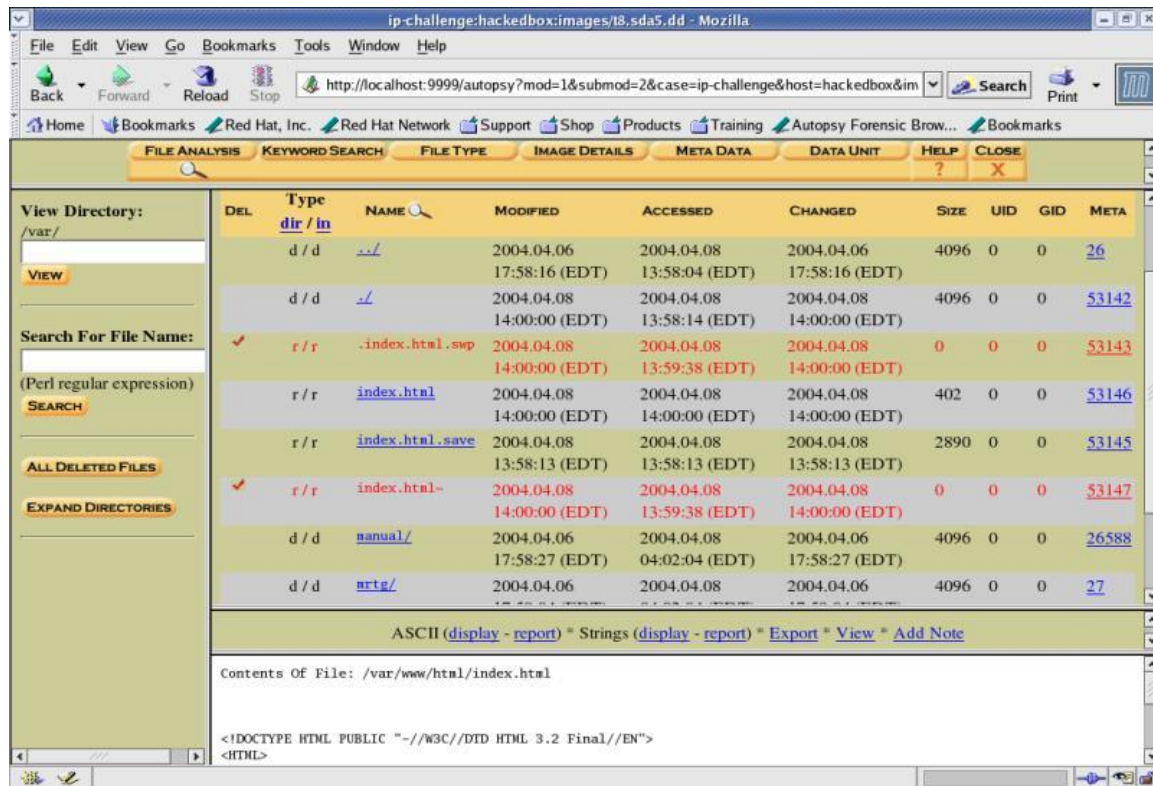 ip-challenge:hackedbox:images/t8.sda5.dd - Mozilla
File Edit View Go Bookmarks Tools Window Help
Back Forward Reload Stop http://localhost:9999/autopsy?mod=1&submod=2&case=ip-challenge&host=hackedbox&im Search Print
Home Bookmarks Red Hat, Inc. Red Hat Network Support Shop Products Training Autopsy Forensic Brow... Bookmarks
FILE ANALYSIS KEYWORD SEARCH FILE TYPE IMAGE DETAILS META DATA DATA UNIT HELP CLOSE
? X
View Directory:
/var/
VIEW
Search For File Name:
(Perl regular expression)
SEARCH
ALL DELETED FILES
EXPAND DIRECTORIES
DEL Type NAME MODIFIED ACCESSED CHANGED SIZE UID GID META
dir / in
d / d ../ 2004.04.06 2004.04.08 2004.04.06 4096 0 0 26
17:58:16 (EDT) 13:58:04 (EDT) 17:58:16 (EDT)
d / d ./ 2004.04.08 2004.04.08 2004.04.08 4096 0 0 53142
14:00:00 (EDT) 13:58:14 (EDT) 14:00:00 (EDT)
r / r .index.html.swp 2004.04.08 2004.04.08 2004.04.08 0 0 0 53143
14:00:00 (EDT) 13:59:38 (EDT) 14:00:00 (EDT)
r / r index.html 2004.04.08 2004.04.08 2004.04.08 402 0 0 53146
14:00:00 (EDT) 14:00:00 (EDT) 14:00:00 (EDT)
r / r index.html.save 2004.04.08 2004.04.08 2004.04.08 2890 0 0 53145
13:58:13 (EDT) 13:58:13 (EDT) 13:58:13 (EDT)
r / r index.html~ 2004.04.08 2004.04.08 2004.04.08 0 0 0 53147
14:00:00 (EDT) 13:59:38 (EDT) 14:00:00 (EDT)
d / d manual/ 2004.04.06 2004.04.08 2004.04.06 4096 0 0 26588
17:58:27 (EDT) 04:02:04 (EDT) 17:58:27 (EDT)
d / d mrtg/ 2004.04.06 2004.04.08 2004.04.06 4096 0 0 27
ASCII (display - report) * Strings (display - report) * Export * View * Add Note
Contents Of File: /var/www/html/index.html
<!DOCTYPE HTML PUBLIC "-//W3C//DTD HTML 3.2 Final//EN">
<HTML>